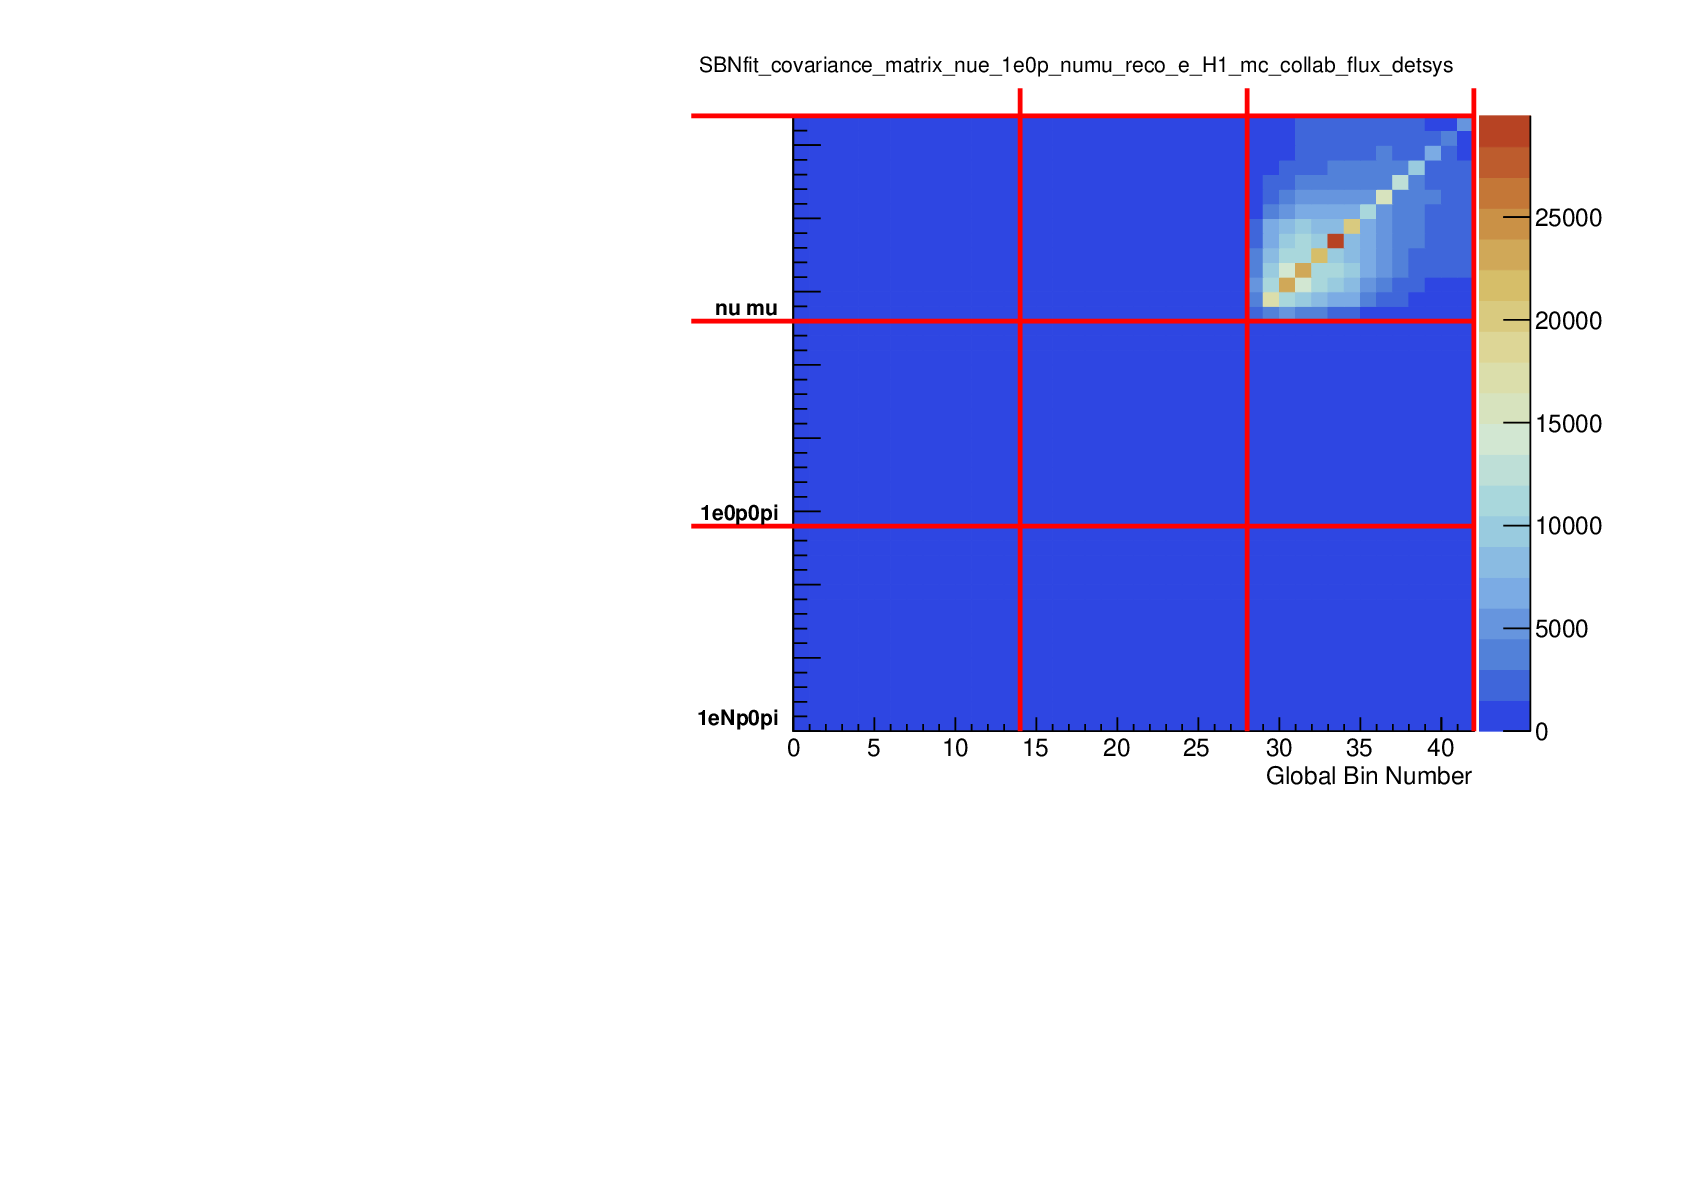 SBNfit_covariance_matrix_nue_1e0p_numu_reco_e_H1_mc_collab_flux_detsys
nu mu
1e0p0pi
1eNp0pi
0 5 10 15 20 25 30 35 40
Global Bin Number
25000
20000
15000
10000
5000
0